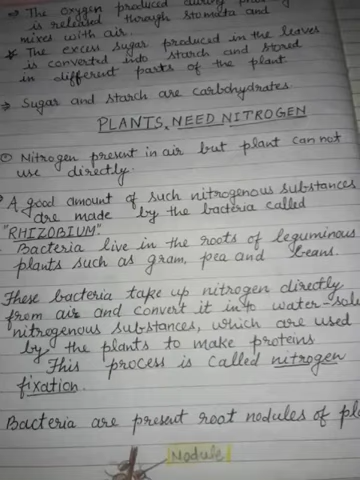 → The oxygen produced during
is released through stomata and
mixes with air.
* The excess sugar produced in the leaves
is converted into starch and stored
in different parts of the plant
→ Sugar and starch are carbohydrates.
PLANTS NEED NITROGEN
Nitrogen present in air but plant can not
use directly.
A good amount of such nitrogenous substances
are made by the bacteria called
"RHIZOBIUM"
Bacteria live in the roots of leguminous
plants such as gram, pea and beans.
These bacteria take up nitrogen directly
from air and convert it into water-solu
nitrogenous substances, which are used
by the plants to make proteins
This process is called nitrogen
fixation.
Bacteria are present root nodules of pla
Nodule